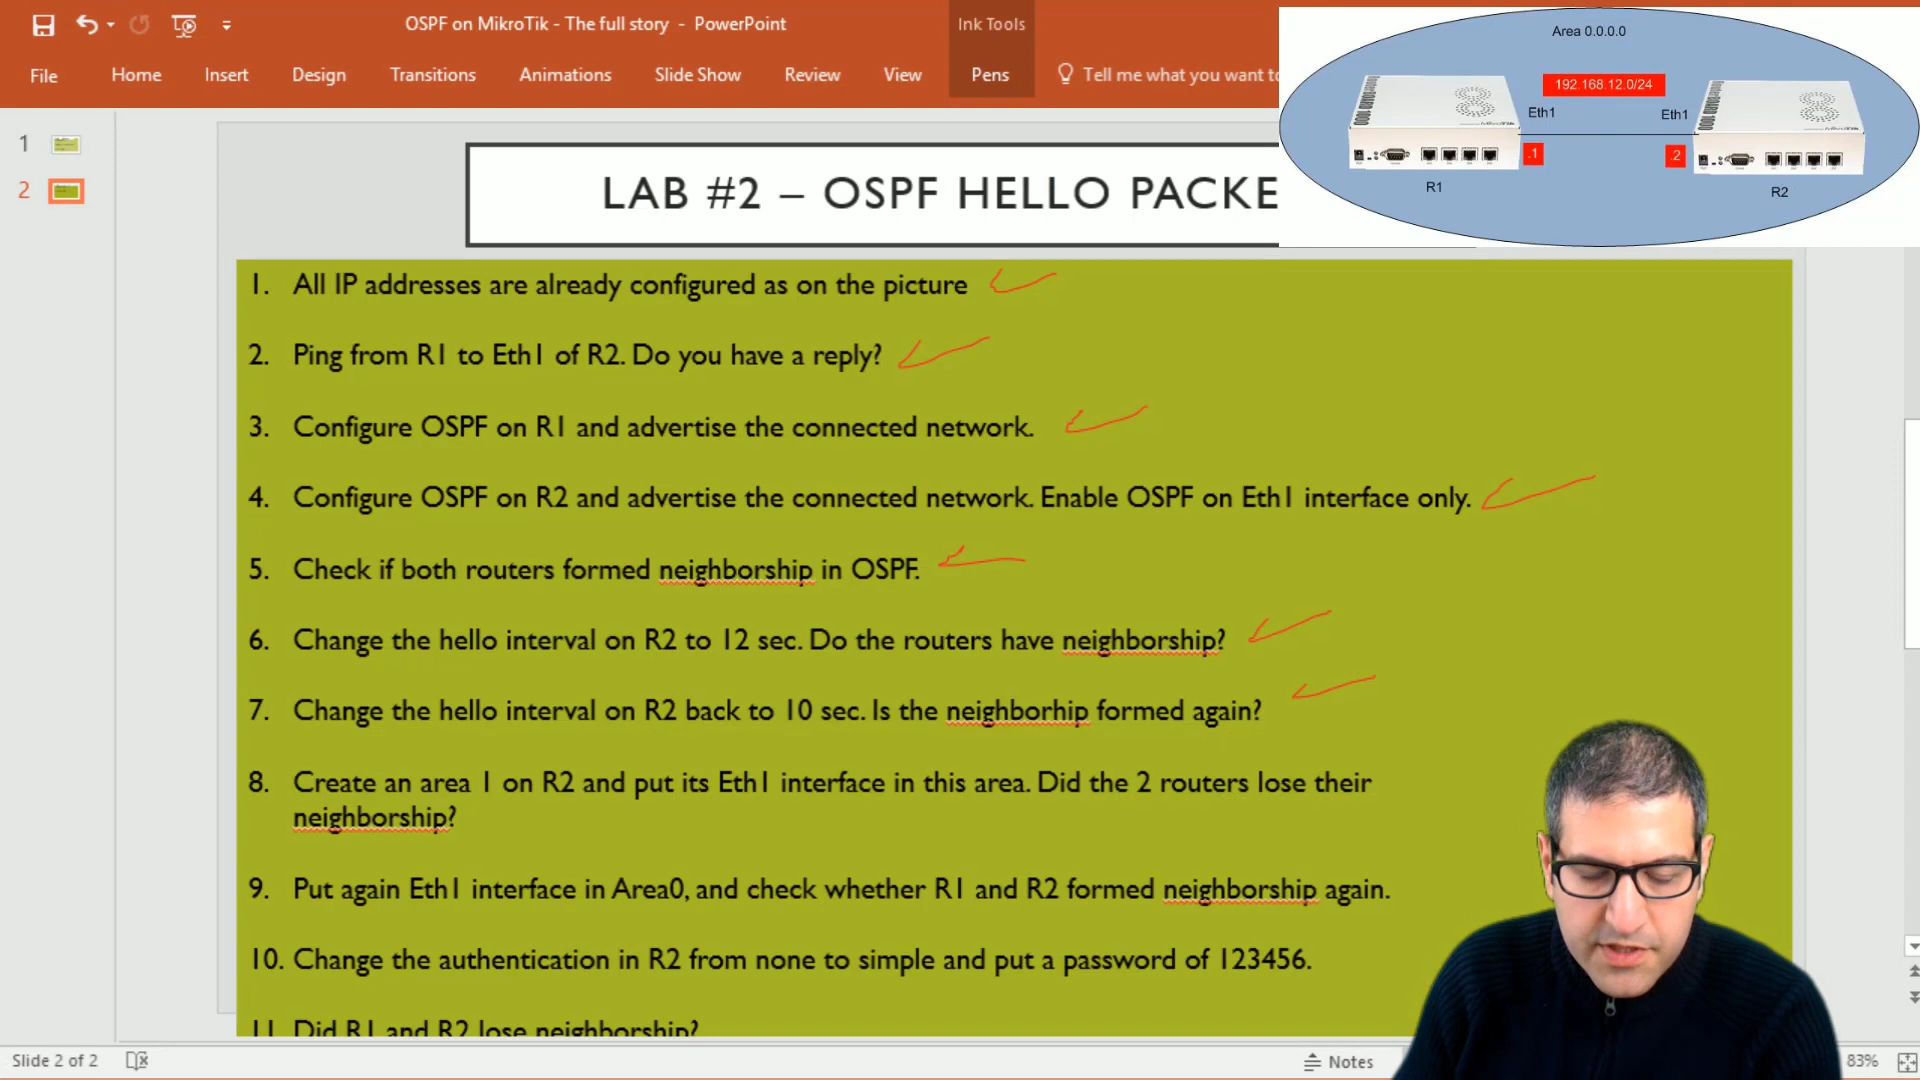 OSPF on MikroTik - The full story - PowerPoint
Ink Tools
File Home Insert Design Transitions Animations Slide Show Review View Pens Tell me what you want to
Area 0.0.0.0
192.168.12.0/24
Eth1 Eth1
.1 .2
R1 R2
1
2
LAB #2 – OSPF HELLO PACKE
1. All IP addresses are already configured as on the picture
2. Ping from R1 to Eth1 of R2. Do you have a reply?
3. Configure OSPF on R1 and advertise the connected network.
4. Configure OSPF on R2 and advertise the connected network. Enable OSPF on Eth1 interface only.
5. Check if both routers formed neighborship in OSPF.
6. Change the hello interval on R2 to 12 sec. Do the routers have neighborship?
7. Change the hello interval on R2 back to 10 sec. Is the neighborhip formed again?
8. Create an area 1 on R2 and put its Eth1 interface in this area. Did the 2 routers lose their
neighborship?
9. Put again Eth1 interface in Area0, and check whether R1 and R2 formed neighborship again.
10. Change the authentication in R2 from none to simple and put a password of 123456.
11. Did R1 and R2 lose neighborship?
Slide 2 of 2
Notes
83%